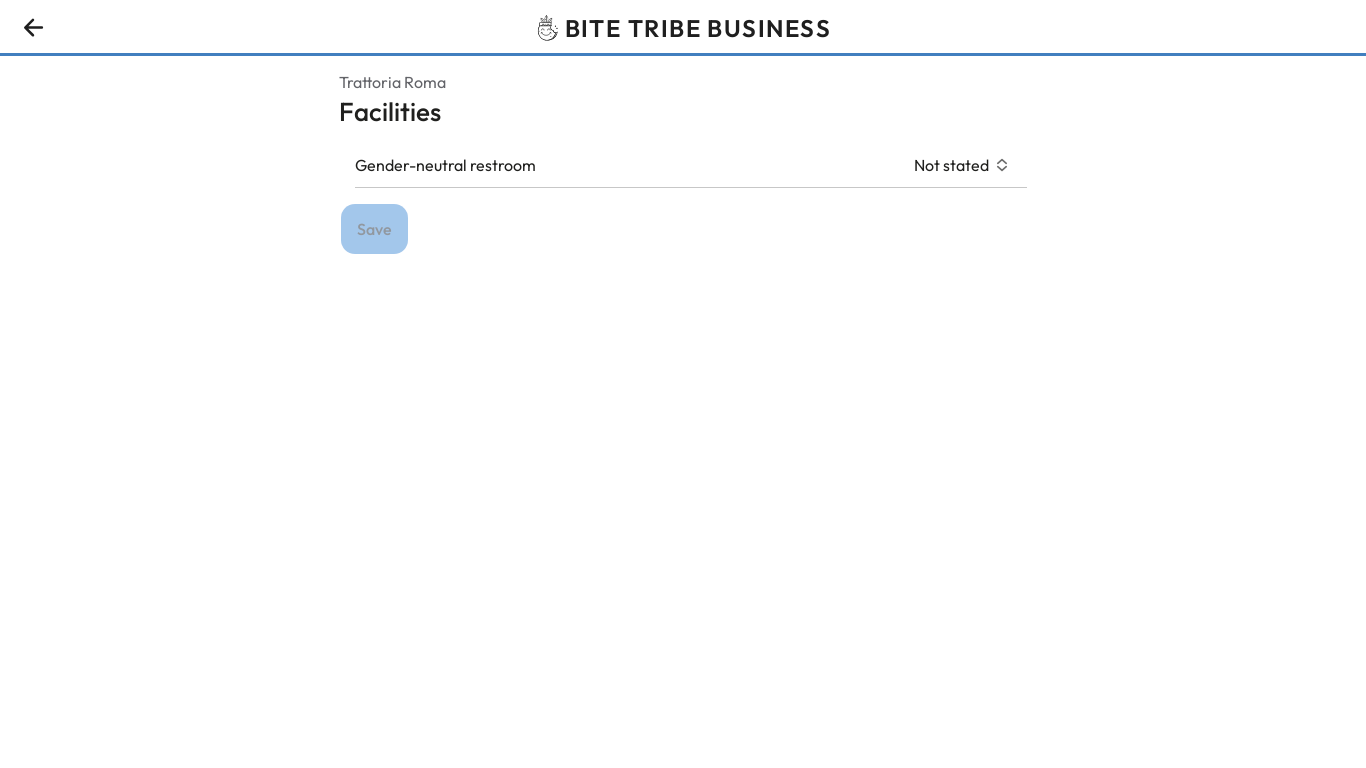 BITE TRIBE BUSINESS
Trattoria Roma
Facilities
Gender-neutral restroom Not stated
Save